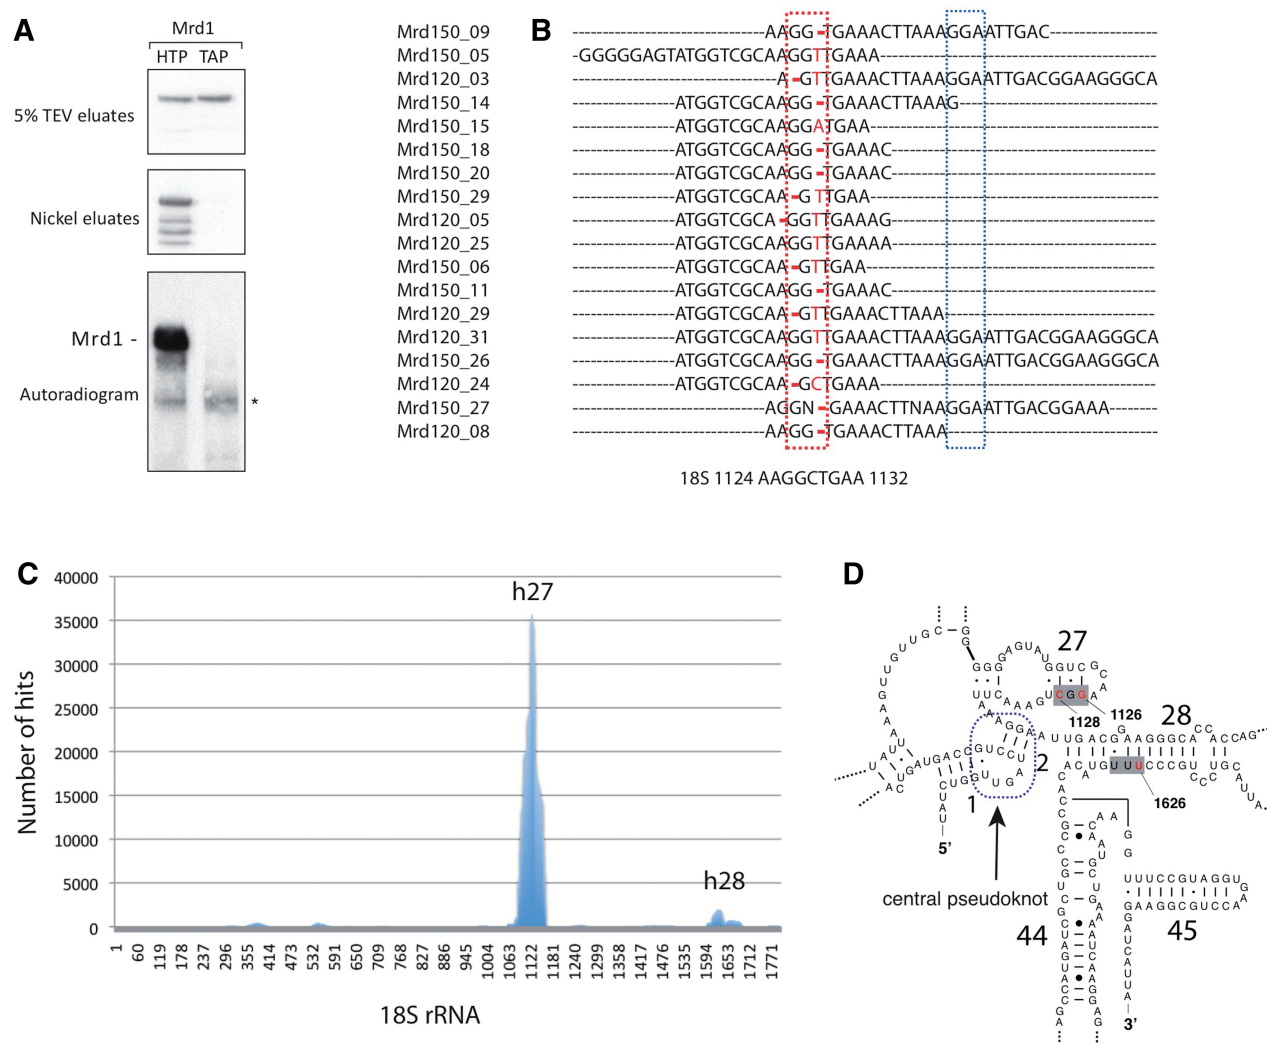 A
Mrd1
HTP TAP
5% TEV eluates
Nickel eluates
Mrd1 -
Autoradiogram
*
B
Mrd150_09 AAGG-TGAAACTTAAAGGAATTGAC
Mrd150_05 -GGGGGAGTATGGTCGCAAGGTTGAAA
Mrd120_03 A-GTTGAAACTTAAAGGAATTGACGGAAGGGCA
Mrd150_14 ATGGTCGCAAGG-TGAAACTTAAAG
Mrd150_15 ATGGTCGCAAGGATGAA
Mrd150_18 ATGGTCGCAAGG-TGAAAC
Mrd150_20 ATGGTCGCAAGG-TGAAAC
Mrd150_29 ATGGTCGCAA-GTTGAA
Mrd120_05 ATGGTCGCA-GGTTGAAAG
Mrd120_25 ATGGTCGCAAGGTTGAAAA
Mrd150_06 ATGGTCGCAA-GTTGAA
Mrd150_11 ATGGTCGCAAGG-TGAAAC
Mrd120_29 ATGGTCGCAA-GTTGAAACTTAAA
Mrd120_31 ATGGTCGCAAGGTTGAAACTTAAAGGAATTGACGGAAGGGCA
Mrd150_26 ATGGTCGCAAGG-TGAAACTTAAAGGAATTGACGGAAGGGCA
Mrd120_24 ATGGTCGCAA-GCTGAAA
Mrd150_27 AGGN-GAAACTTNAAGGAATTGACGGAAA
Mrd120_08 AAGG-TGAAACTTAAA
18S 1124 AAGGCTGAA 1132
C
Number of hits
40000
35000
30000
25000
20000
15000
10000
5000
0
h27
h28
1 60 119 178 237 296 355 414 473 532 591 650 709 768 827 886 945 1004 1063 1122 1181 1240 1299 1358 1417 1476 1535 1594 1653 1712 1771
18S rRNA
D
27
1128
1126
28
2
1
1626
5’
central pseudoknot
44
45
3’